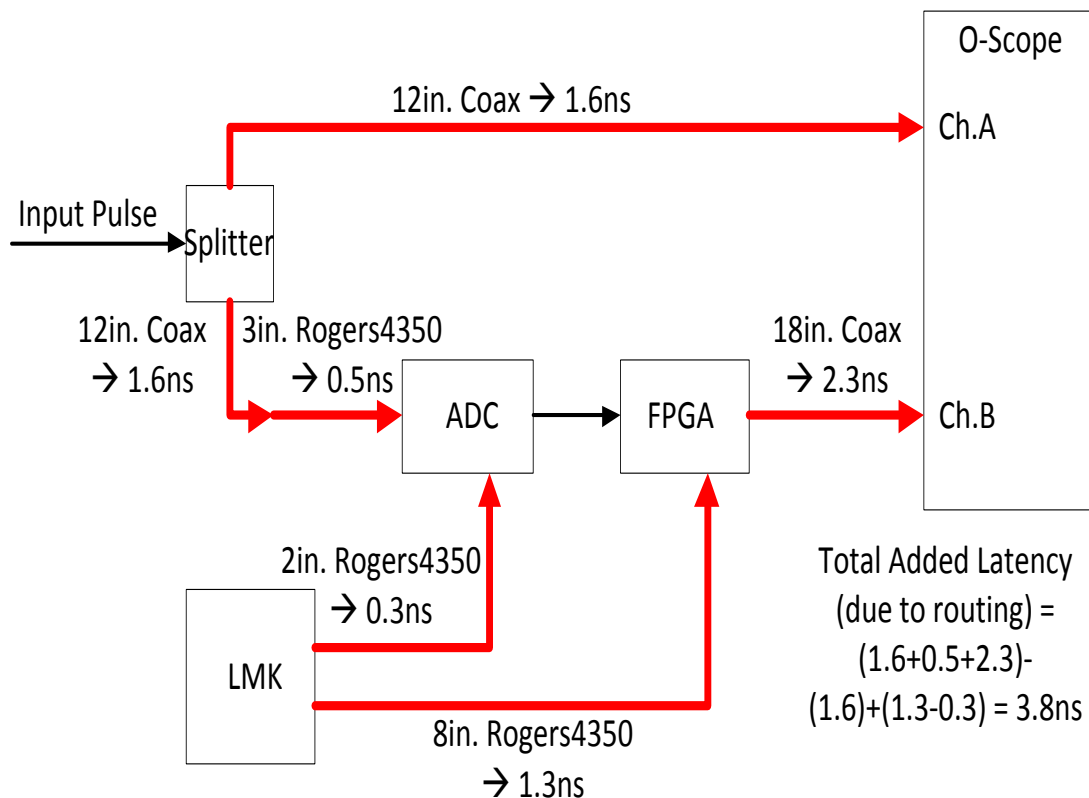 O-Scope
12in. Coax → 1.6ns
Ch.A
Input Pulse
Splitter
12in. Coax
→ 1.6ns
3in. Rogers4350
→ 0.5ns
18in. Coax
→ 2.3ns
ADC
FPGA
Ch.B
2in. Rogers4350
→ 0.3ns
LMK
8in. Rogers4350
→ 1.3ns
Total Added Latency
(due to routing) =
(1.6+0.5+2.3)-
(1.6)+(1.3-0.3) = 3.8ns